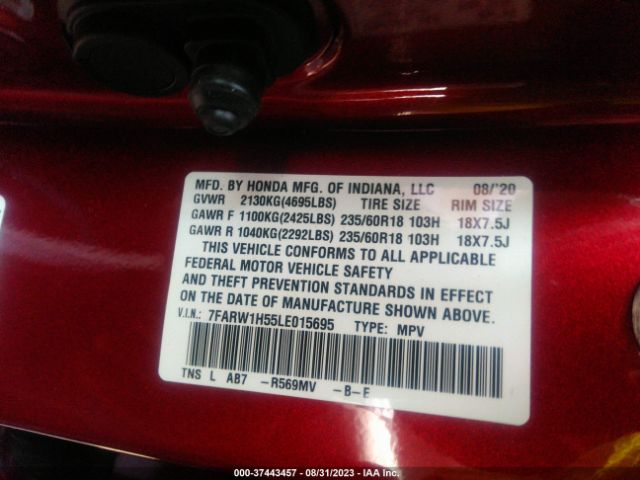 MFD. BY HONDA MFG. OF INDIANA, LLC 08/'20
GVWR 2130KG(4695LBS) TIRE SIZE RIM SIZE
GAWR F 1100KG(2425LBS) 235/60R18 103H 18X7.5J
GAWR R 1040KG(2292LBS) 235/60R18 103H 18X7.5J
THIS VEHICLE CONFORMS TO ALL APPLICABLE
FEDERAL MOTOR VEHICLE SAFETY
AND THEFT PREVENTION STANDARDS IN EFFECT
ON THE DATE OF MANUFACTURE SHOWN ABOVE.
V.I.N.: 7FARW1H55LE015695 TYPE: MPV
TNS L AB7 -R569MV -B-E
000-37443457 - 08/31/2023 - IAA Inc.